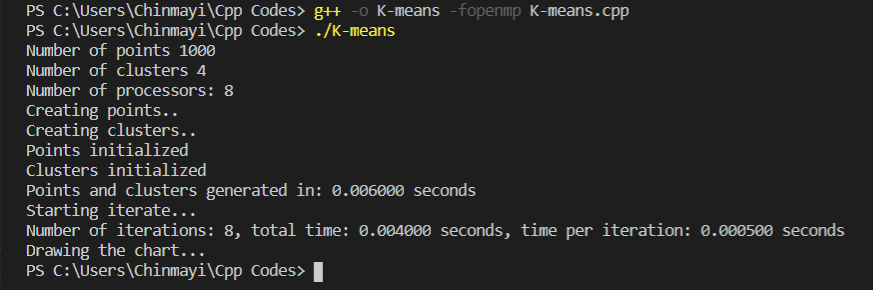 PS C:\Users\Chinmayi\Cpp Codes> g++ -o K-means -fopenmp K-means.cpp
PS C:\Users\Chinmayi\Cpp Codes> ./K-means
Number of points 1000
Number of clusters 4
Number of processors: 8
Creating points..
Creating clusters..
Points initialized
Clusters initialized
Points and clusters generated in: 0.006000 seconds
Starting iterate...
Number of iterations: 8, total time: 0.004000 seconds, time per iteration: 0.000500 seconds
Drawing the chart...
PS C:\Users\Chinmayi\Cpp Codes>